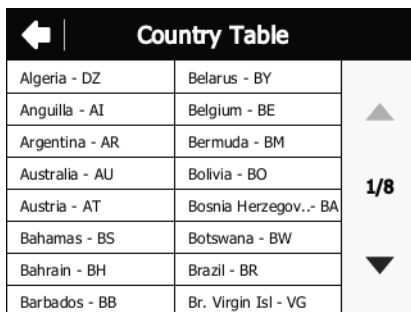 Country Table
Algeria - DZ
Belarus - BY
Anguilla - AI
Belgium - BE
Argentina - AR
Bermuda - BM
Australia - AU
Bolivia - BO
Austria - AT
Bosnia Herzegov..- BA
Bahamas - BS
Botswana - BW
Bahrain - BH
Brazil - BR
Barbados - BB
Br. Virgin Isl - VG
1/8